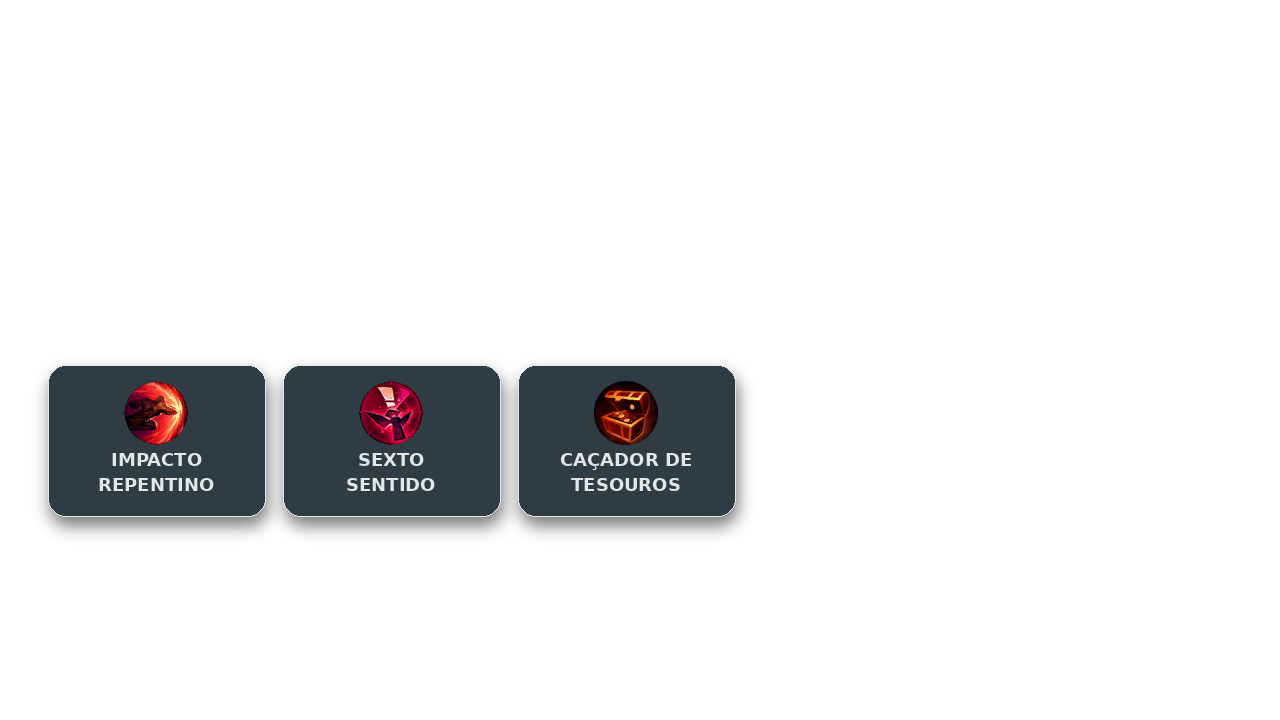 IMPACTO
REPENTINO
SEXTO
SENTIDO
CAÇADOR DE
TESOUROS